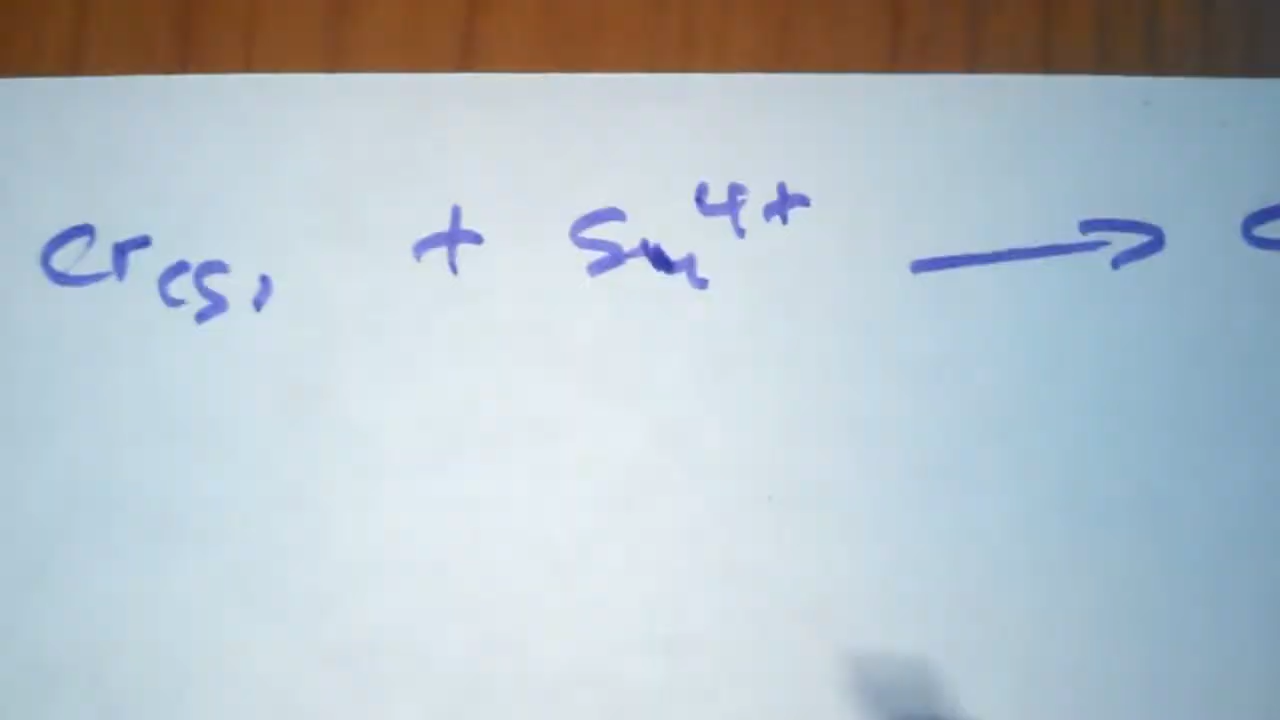 Cr(s) + Sn⁴⁺ → C